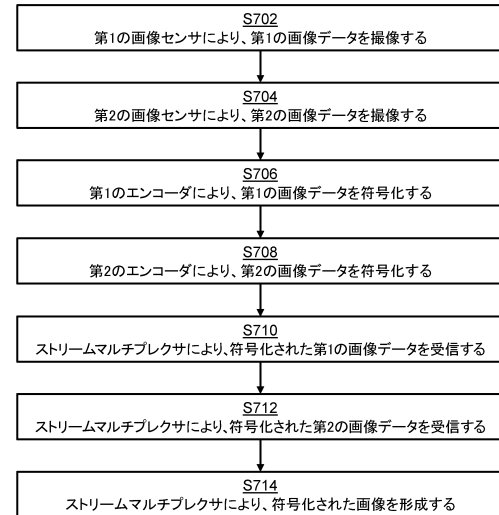 S702
第1の画像センサにより、第1の画像データを撮像する
S704
第2の画像センサにより、第2の画像データを撮像する
S706
第1のエンコーダにより、第1の画像データを符号化する
S708
第2のエンコーダにより、第2の画像データを符号化する
S710
ストリームマルチプレクサにより、符号化された第1の画像データを受信する
S712
ストリームマルチプレクサにより、符号化された第2の画像データを受信する
S714
ストリームマルチプレクサにより、符号化された画像を形成する